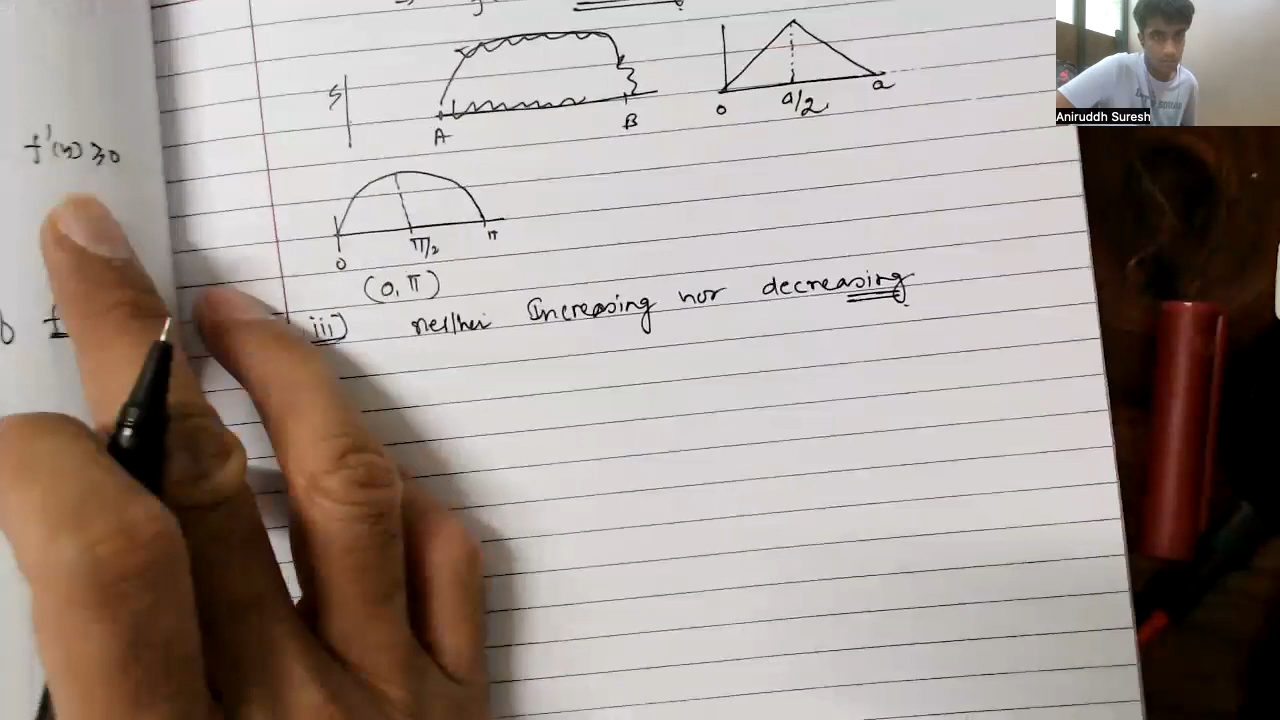 Aniruddh Suresh
A
B
0
a/2
a
f'(x) ≥ 0
0
π/2
π
(0, π)
iii) neither increasing nor decreasing